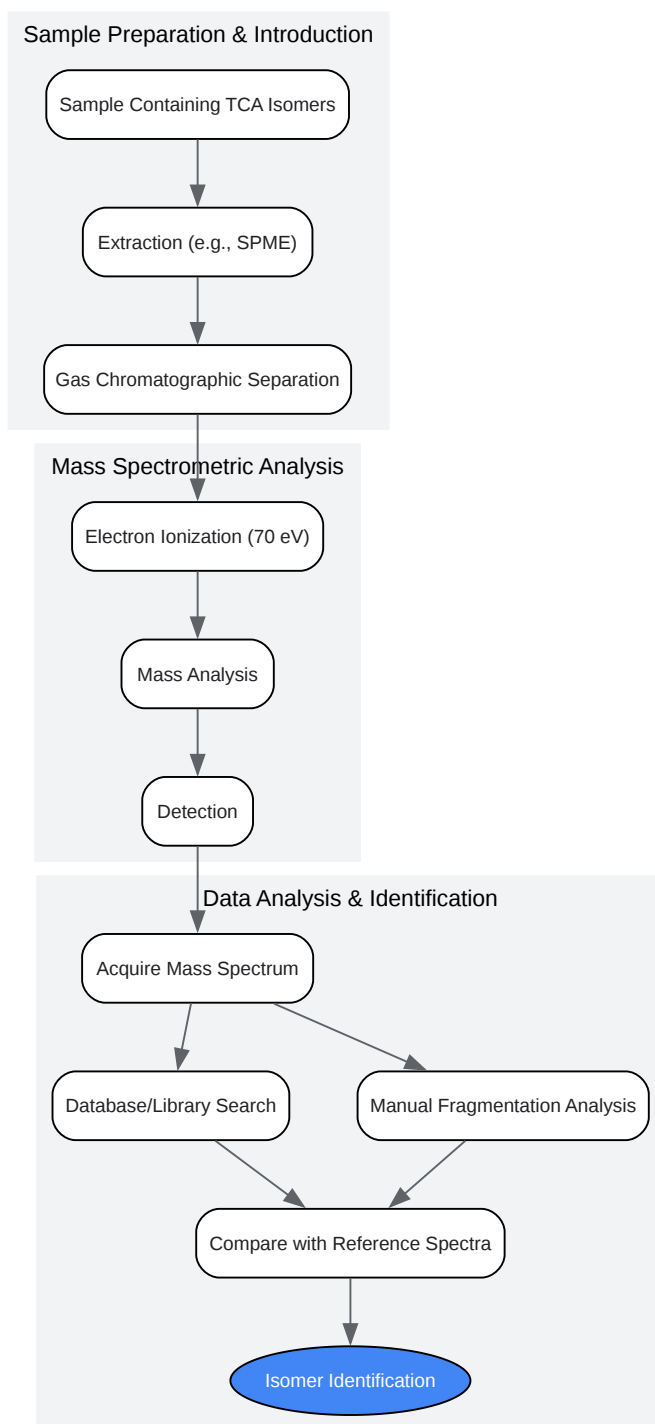 Sample Preparation & Introduction
Sample Containing TCA Isomers
Extraction (e.g., SPME)
Gas Chromatographic Separation
Mass Spectrometric Analysis
Electron Ionization (70 eV)
Mass Analysis
Detection
Data Analysis & Identification
Acquire Mass Spectrum
Database/Library Search
Manual Fragmentation Analysis
Compare with Reference Spectra
Isomer Identification